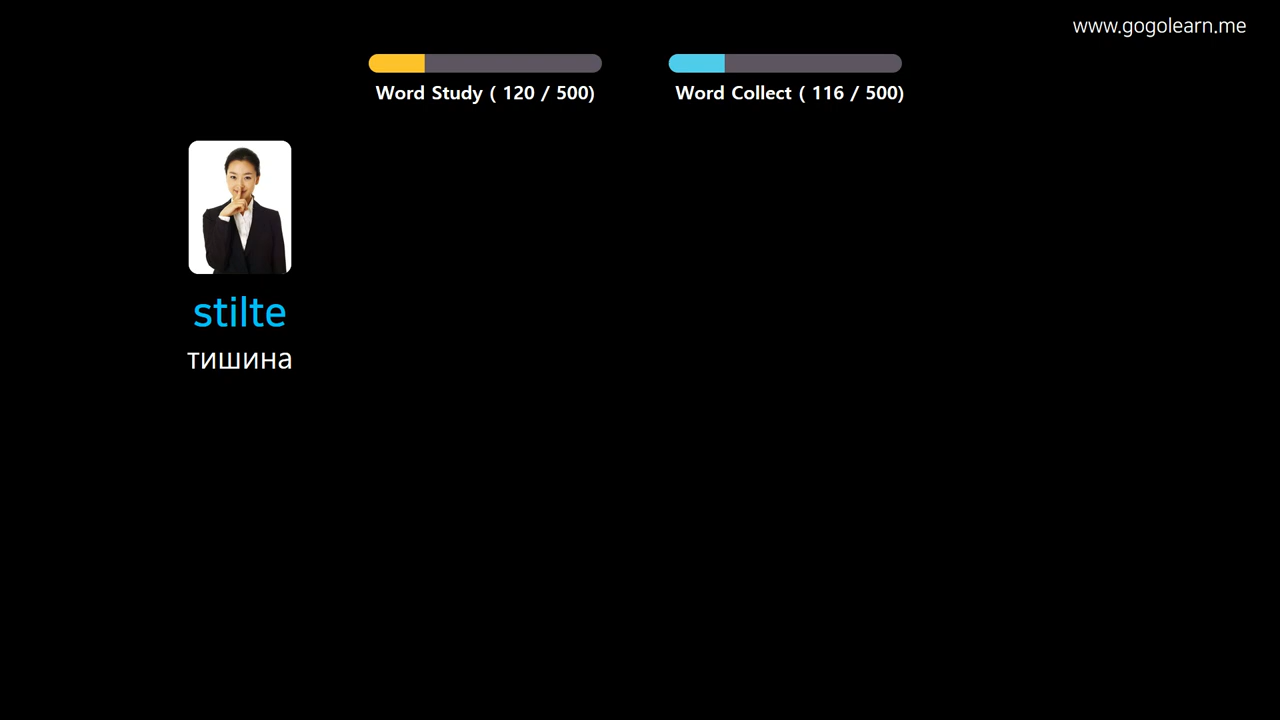 www.gogolearn.me
Word Study ( 120 / 500)
Word Collect ( 116 / 500)
stilte
тишина